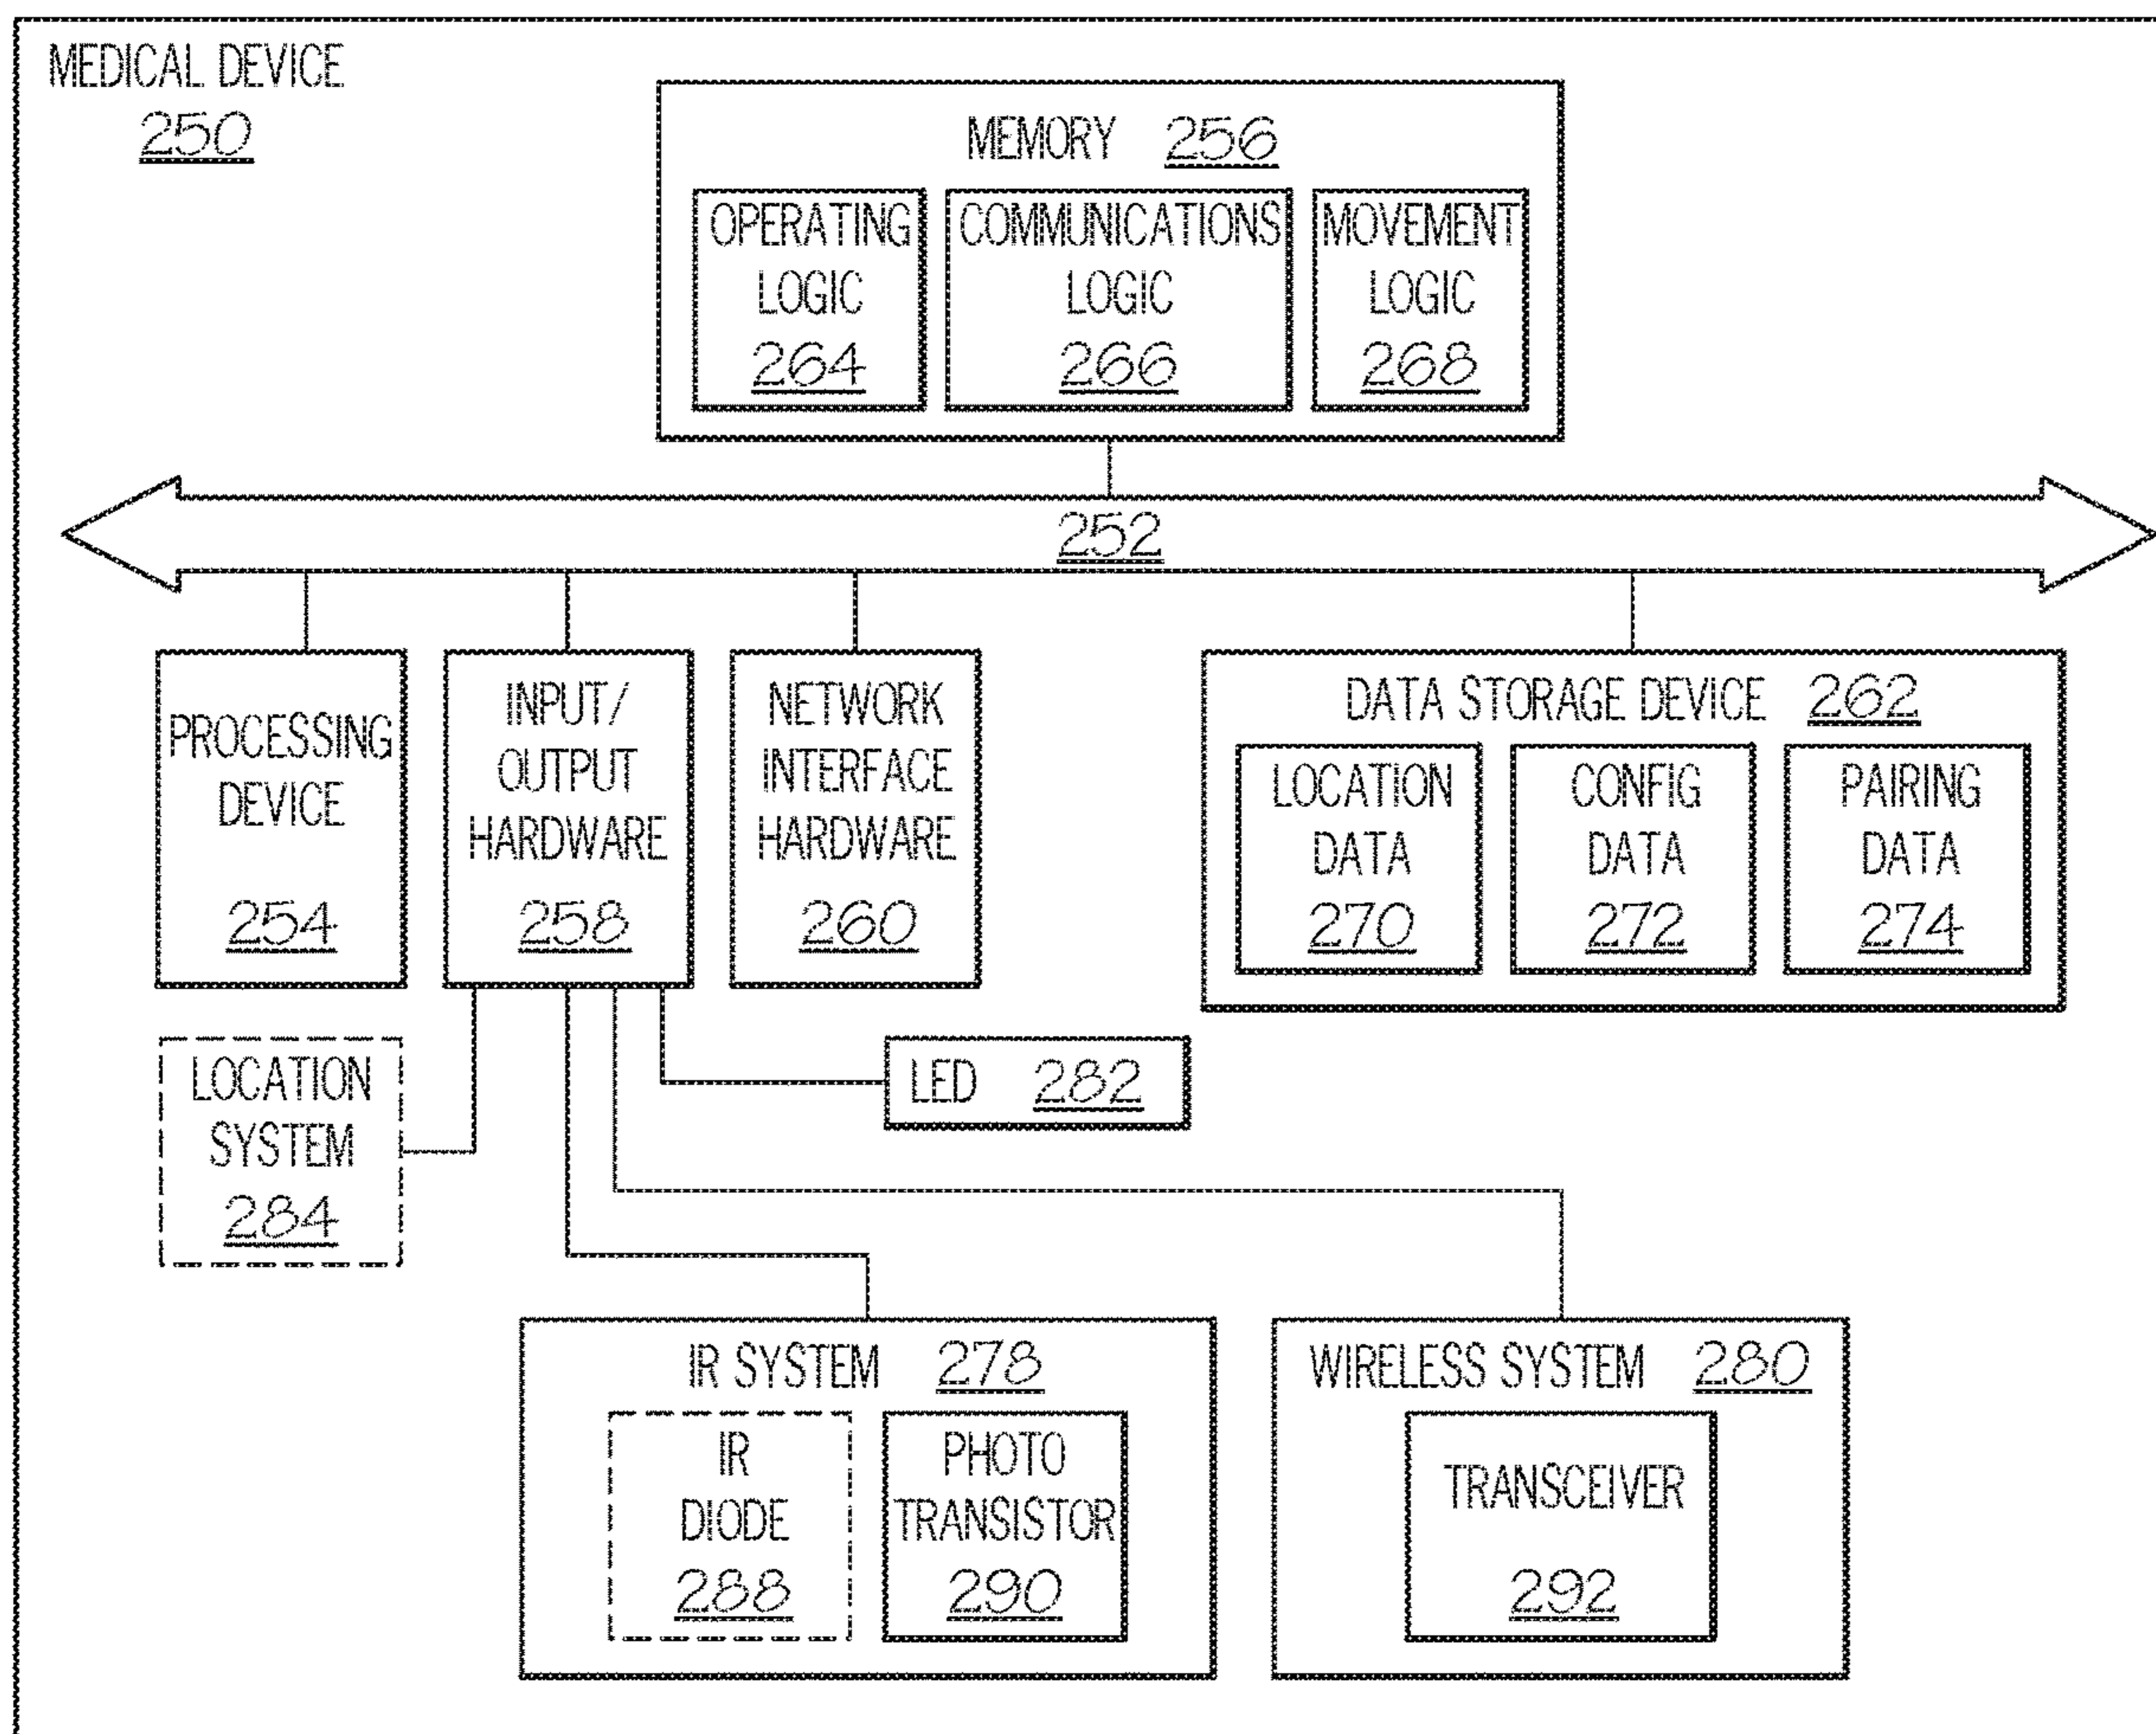 MEDICAL DEVICE
250
MEMORY 256
OPERATING
LOGIC
264
COMMUNICATIONS
LOGIC
266
MOVEMENT
LOGIC
268
252
PROCESSING
DEVICE
254
INPUT/
OUTPUT
HARDWARE
258
NETWORK
INTERFACE
HARDWARE
260
DATA STORAGE DEVICE 262
LOCATION
DATA
270
CONFIG
DATA
272
PAIRING
DATA
274
LOCATION
SYSTEM
284
LED 282
IR SYSTEM 278
IR
DIODE
288
PHOTO
TRANSISTOR
290
WIRELESS SYSTEM 280
TRANSCEIVER
292